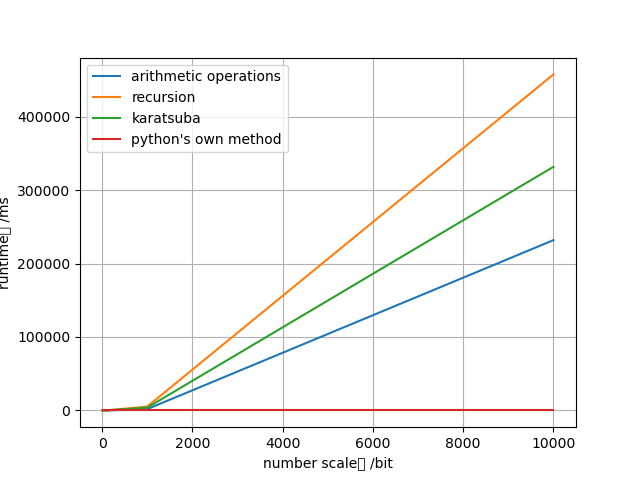 arithmetic operations
recursion
karatsuba
python's own method
400000
300000
200000
100000
0
runtime /ms
0 2000 4000 6000 8000 10000
number scale /bit